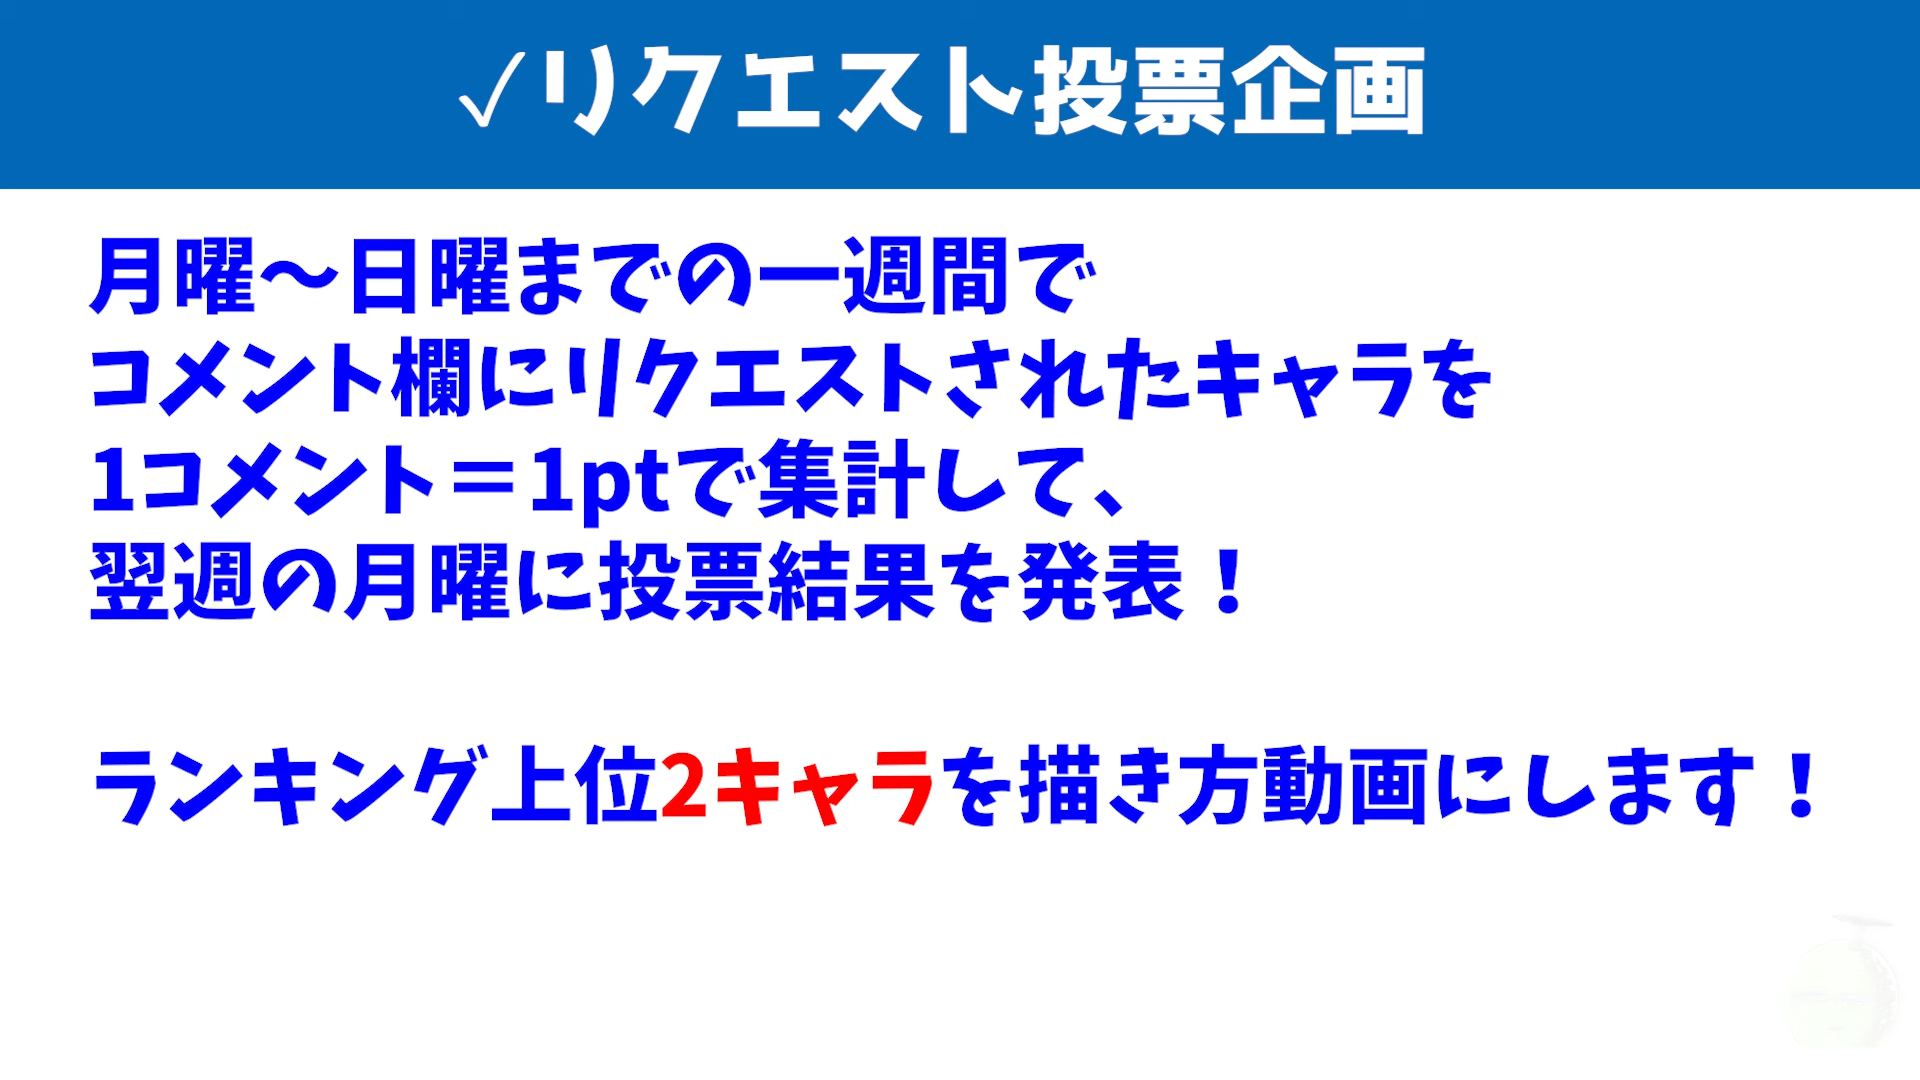 ✓リクエスト投票企画
月曜～日曜までの一週間で
コメント欄にリクエストされたキャラを
1コメント＝1ptで集計して、
翌週の月曜に投票結果を発表！
ランキング上位2キャラを描き方動画にします！